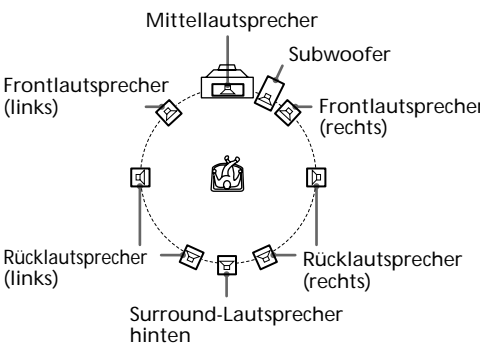 Mittellautsprecher
Subwoofer
Frontlautsprecher
(links)
Frontlautsprecher
(rechts)
Rücklautsprecher
(links)
Rücklautsprecher
(rechts)
Surround-Lautsprecher
hinten